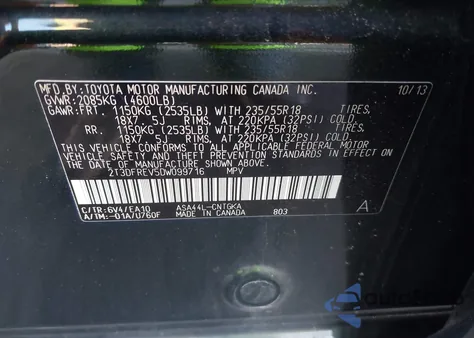 MFD.BY:TOYOTA MOTOR MANUFACTURING CANADA INC. 10/13
GVWR:2085KG (4600LB)
GAWR:FRT. 1150KG (2535LB) WITH 235/55R18 TIRES,
18X7.5J RIMS, AT 220KPA (32PSI) COLD
RR. 1150KG (2535LB) WITH 235/55R18 TIRES,
18X7.5J RIMS, AT 220KPA (32PSI) COLD
THIS VEHICLE CONFORMS TO ALL APPLICABLE FEDERAL MOTOR
VEHICLE SAFETY AND THEFT PREVENTION STANDARDS IN EFFECT
ON THE DATE OF MANUFACTURE SHOWN ABOVE.
2T3DFREV5DW099716 MPV
C/TR:6V4/EA10 ASA44L-CNTGKA
A/TM:-01A/U760F MADE IN CANADA 803 A